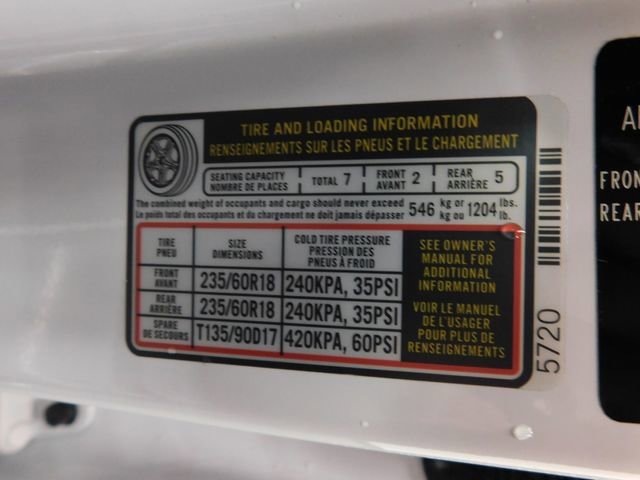 TIRE AND LOADING INFORMATION
RENSEIGNEMENTS SUR LES PNEUS ET LE CHARGEMENT
SEATING CAPACITY
NOMBRE DE PLACES
TOTAL 7
FRONT
AVANT 2
REAR
ARRIÈRE 5
The combined weight of occupants and cargo should never exceed
Le poids total des occupants et du chargement ne doit jamais dépasser
546 kg or
kg ou
1204 lbs.
lb.
TIRE
PNEU
SIZE
DIMENSIONS
COLD TIRE PRESSURE
PRESSION DES
PNEUS À FROID
SEE OWNER'S
MANUAL FOR
ADDITIONAL
INFORMATION
VOIR LE MANUEL
DE L'USAGER
POUR PLUS DE
RENSEIGNEMENTS
FRONT
AVANT
235/60R18
240KPA, 35PSI
REAR
ARRIÈRE
235/60R18
240KPA, 35PSI
SPARE
DE SECOURS
T135/90D17
420KPA, 60PSI
5720
FRON
REAR